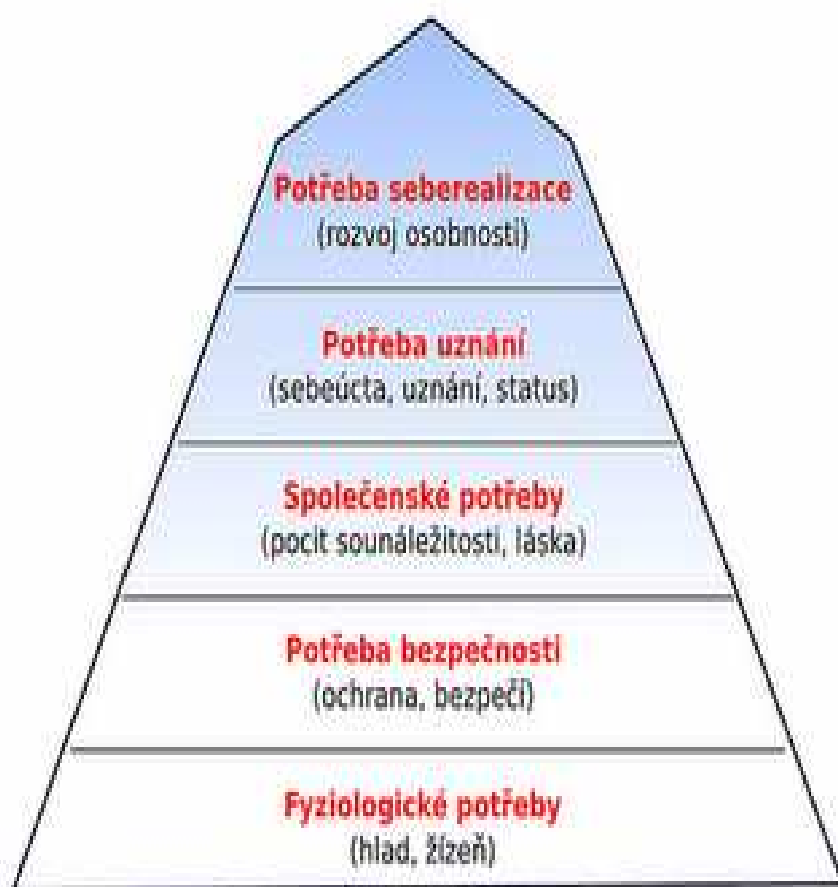 Potřeba seberealizace
(rozvoj osobnosti)
Potřeba uznání
(sebeúcta, uznání, status)
Společenské potřeby
(pocit sounáležitosti, láska)
Potřeba bezpečnosti
(ochrana, bezpečí)
Fyziologické potřeby
(hlad, žízeň)